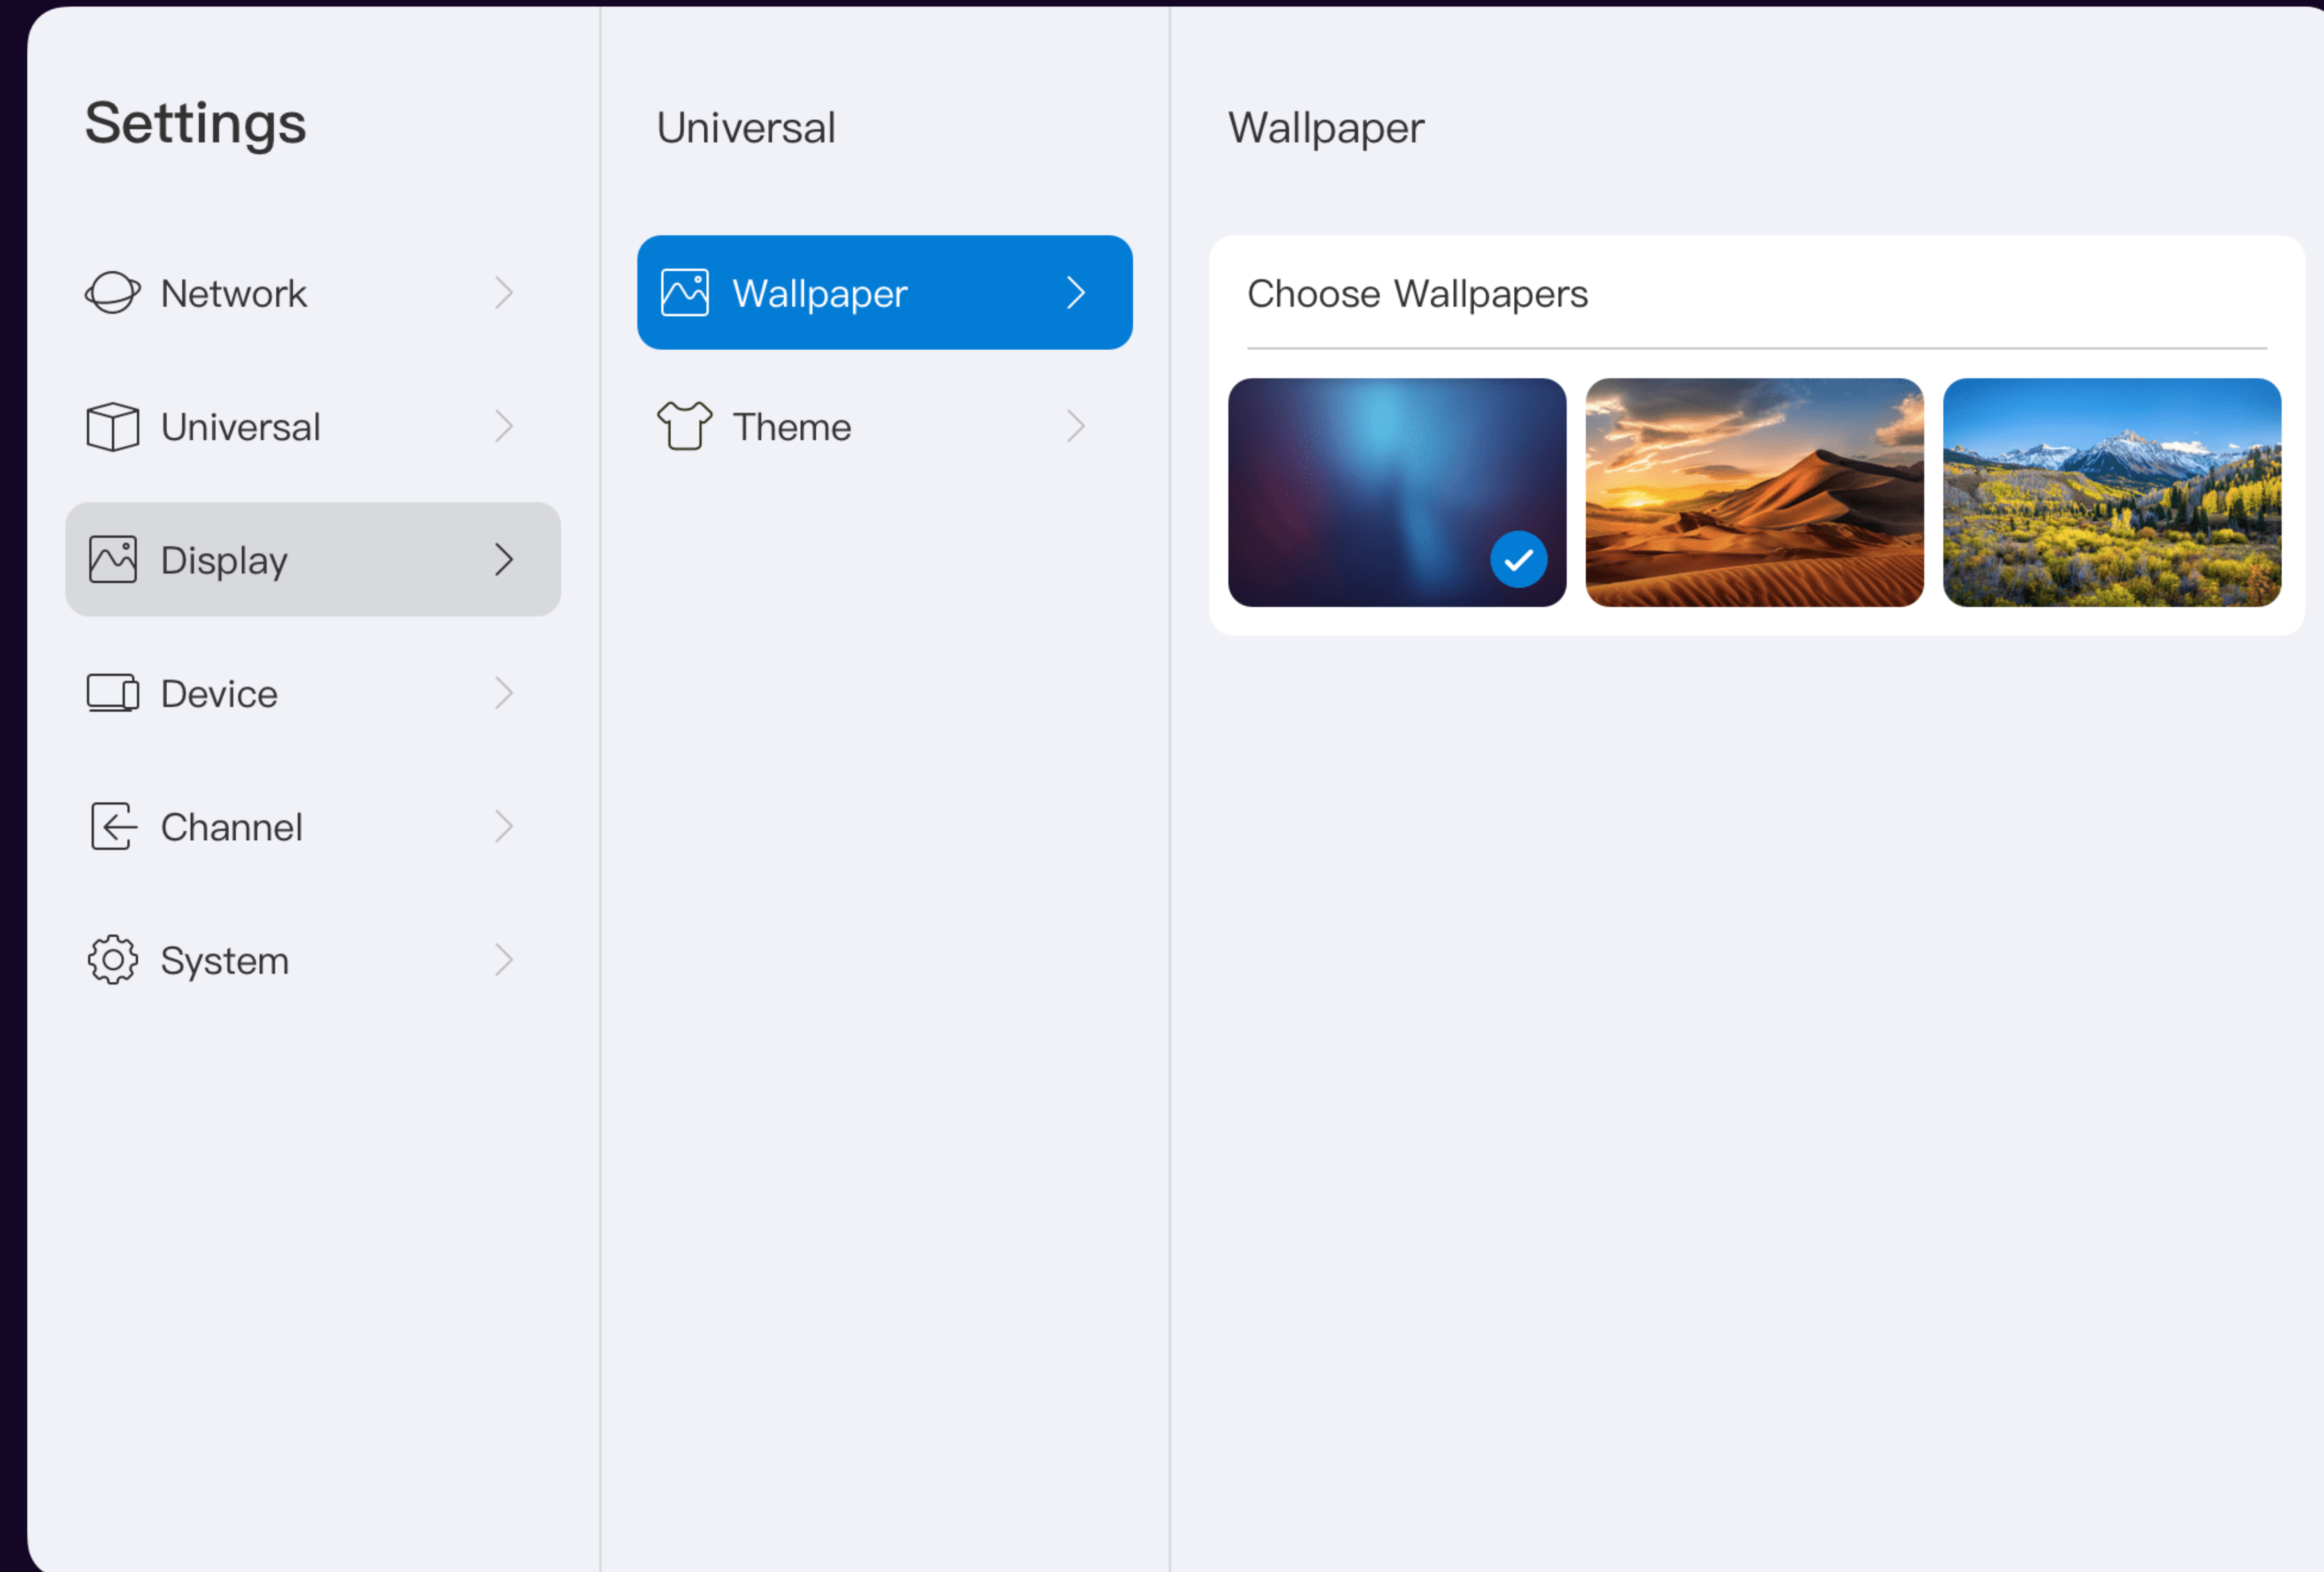 Settings
Network
Universal
Display
Device
Channel
System
Universal
Wallpaper
Theme
Wallpaper
Choose Wallpapers